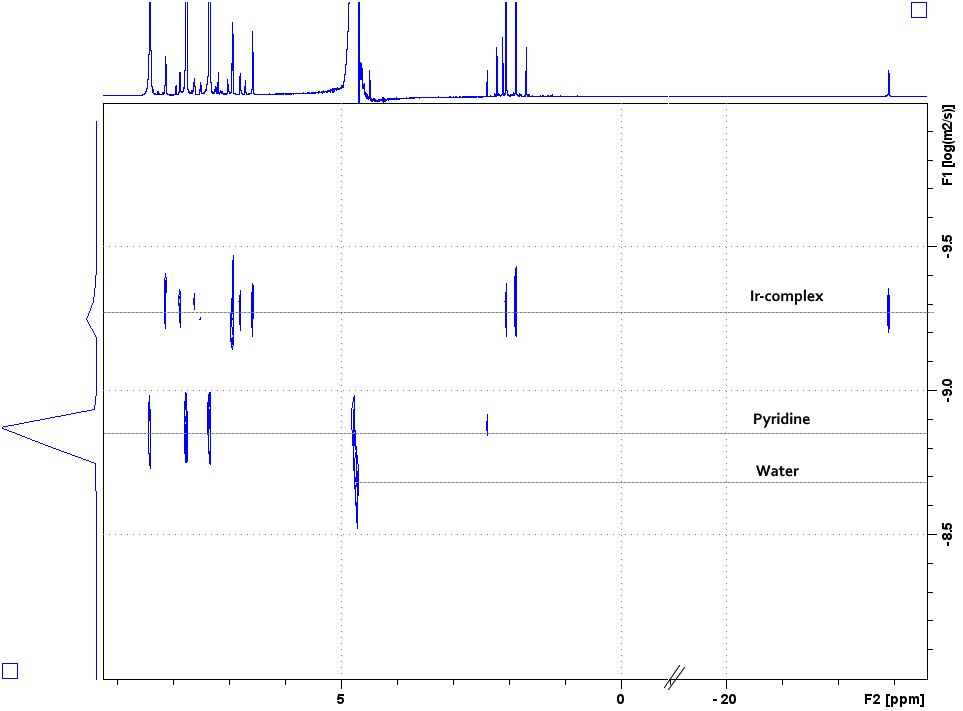 F1 [log(m2/s)]
-9.5
Ir-complex
-9.0
Pyridine
Water
-8.5
5
0
-20
F2 [ppm]